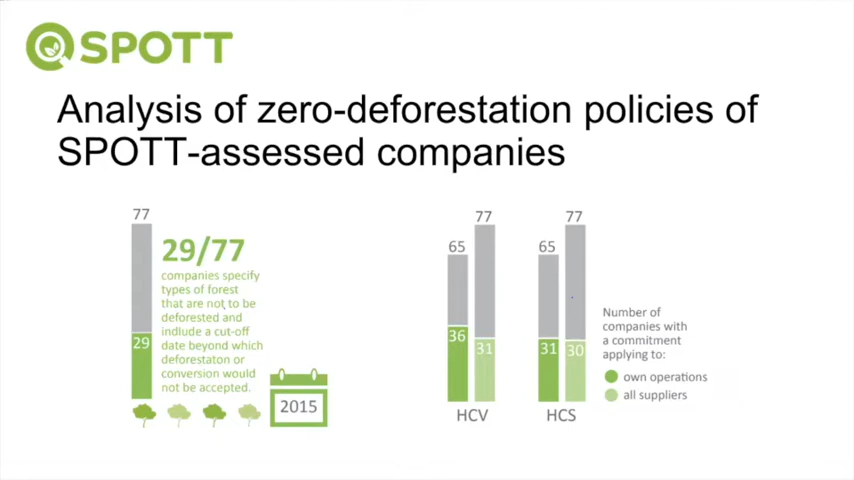 SPOTT
Analysis of zero-deforestation policies of
SPOTT-assessed companies
77
29
29/77
companies specify
types of forest
that are not to be
deforested and
inlclude a cut-off
date beyond which
deforestaton or
conversion would
not be accepted.
2015
65
77
36
31
HCV
65
77
31
30
HCS
Number of
companies with
a commitment
applying to:
own operations
all suppliers